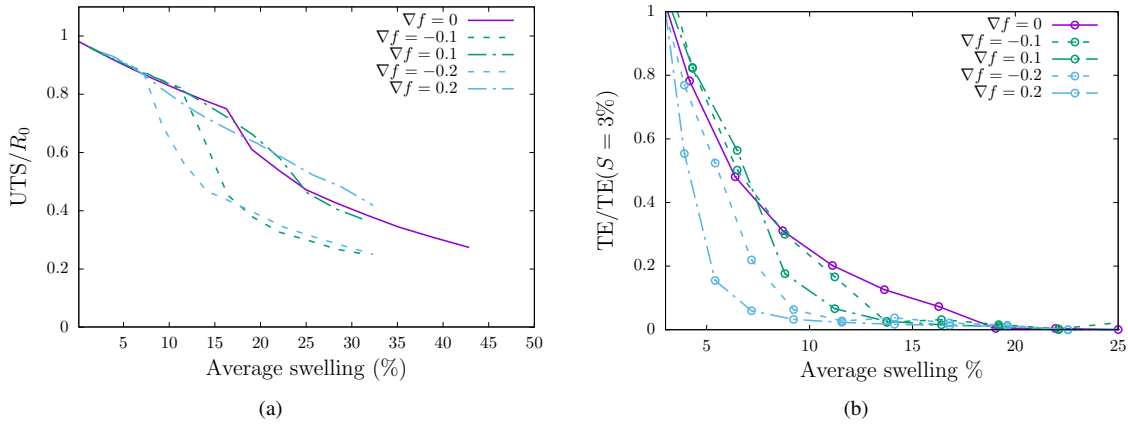 UTS/R₀
1
0.8
0.6
0.4
0.2
0
5 10 15 20 25 30 35 40 45 50
Average swelling (%)
∇f = 0
∇f = −0.1
∇f = 0.1
∇f = −0.2
∇f = 0.2
(a)
TE/TE(S = 3%)
1
0.8
0.6
0.4
0.2
0
5 10 15 20 25
Average swelling %
∇f = 0
∇f = −0.1
∇f = 0.1
∇f = −0.2
∇f = 0.2
(b)